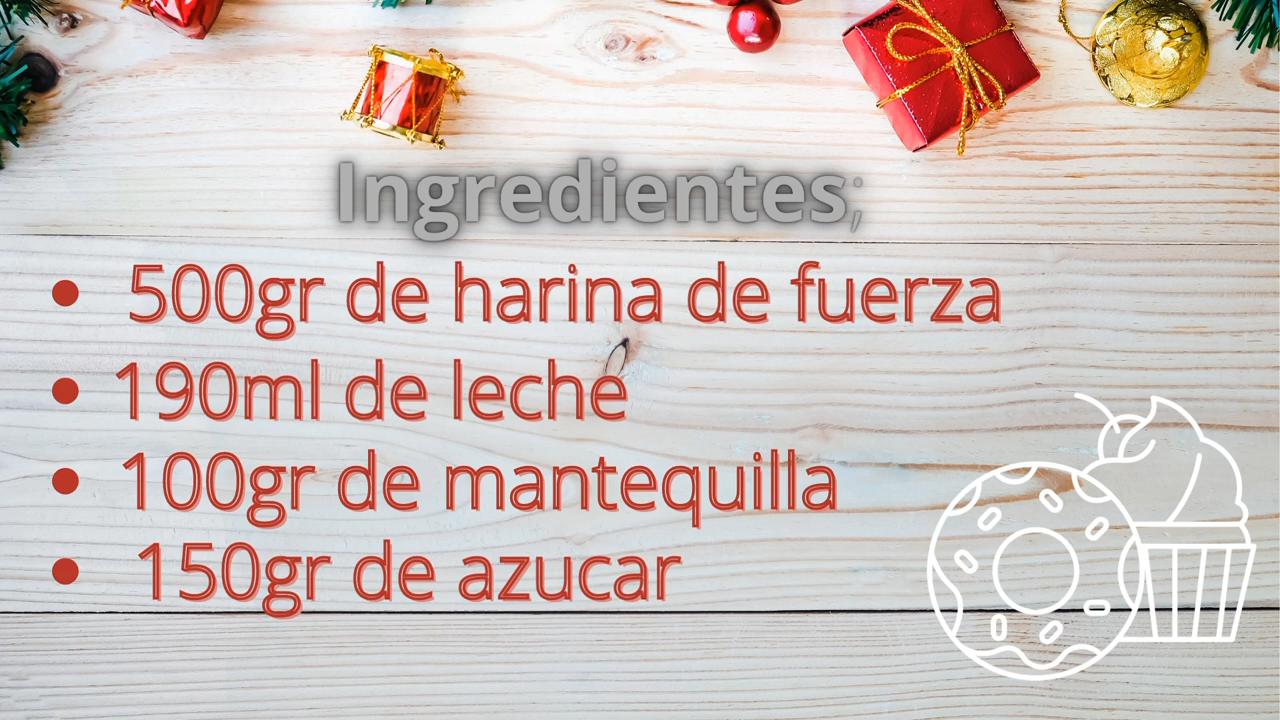 Ingredientes;
• 500gr de harina de fuerza
• 190ml de leche
• 100gr de mantequilla
• 150gr de azucar